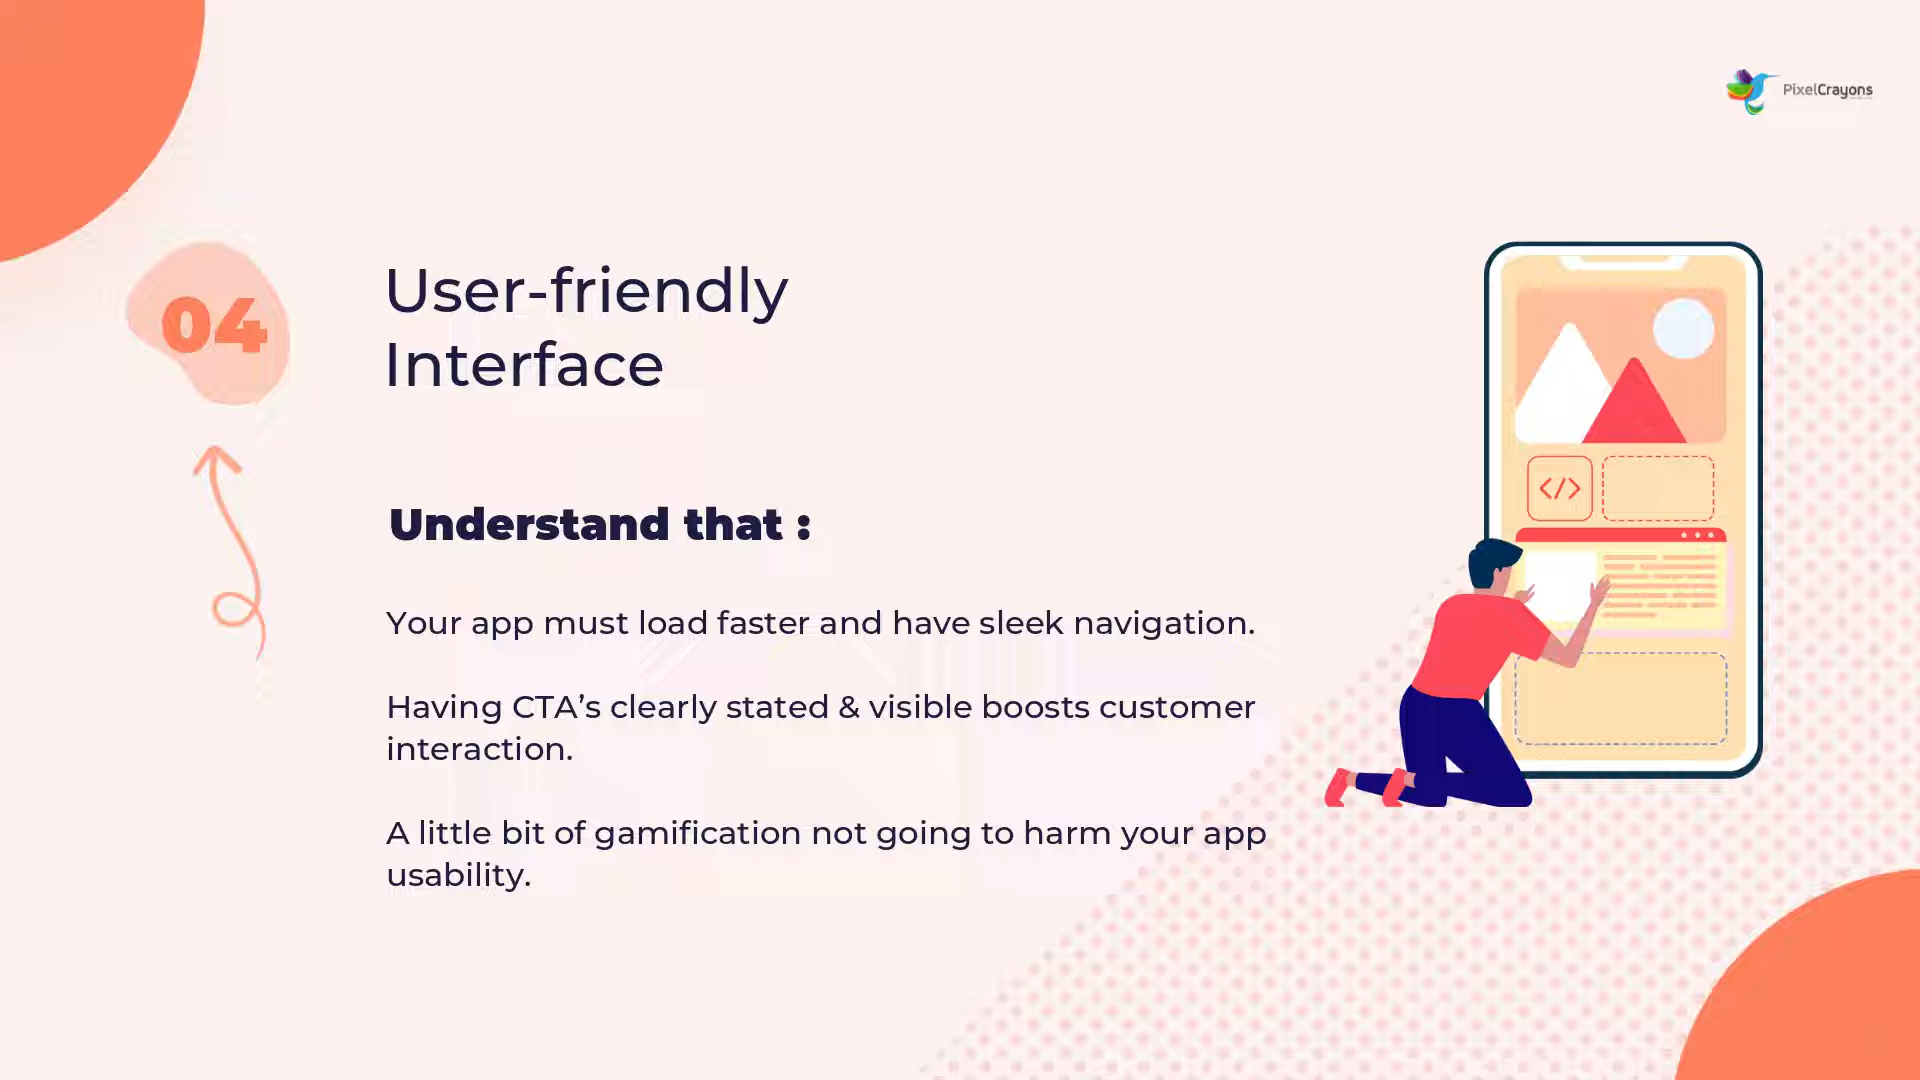 PixelCrayons
04
User-friendly
Interface
Understand that :
Your app must load faster and have sleek navigation.
Having CTA’s clearly stated & visible boosts customer
interaction.
A little bit of gamification not going to harm your app
usability.
</>